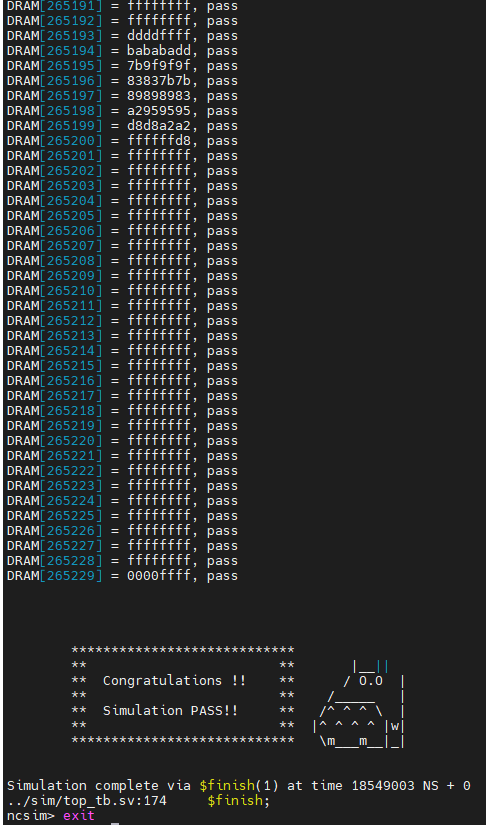 DRAM[265191] = ffffffff, pass
DRAM[265192] = ffffffff, pass
DRAM[265193] = ddddffff, pass
DRAM[265194] = bababadd, pass
DRAM[265195] = 7b9f9f9f, pass
DRAM[265196] = 83837b7b, pass
DRAM[265197] = 89898983, pass
DRAM[265198] = a2959595, pass
DRAM[265199] = d8d8a2a2, pass
DRAM[265200] = ffffffd8, pass
DRAM[265201] = ffffffff, pass
DRAM[265202] = ffffffff, pass
DRAM[265203] = ffffffff, pass
DRAM[265204] = ffffffff, pass
DRAM[265205] = ffffffff, pass
DRAM[265206] = ffffffff, pass
DRAM[265207] = ffffffff, pass
DRAM[265208] = ffffffff, pass
DRAM[265209] = ffffffff, pass
DRAM[265210] = ffffffff, pass
DRAM[265211] = ffffffff, pass
DRAM[265212] = ffffffff, pass
DRAM[265213] = ffffffff, pass
DRAM[265214] = ffffffff, pass
DRAM[265215] = ffffffff, pass
DRAM[265216] = ffffffff, pass
DRAM[265217] = ffffffff, pass
DRAM[265218] = ffffffff, pass
DRAM[265219] = ffffffff, pass
DRAM[265220] = ffffffff, pass
DRAM[265221] = ffffffff, pass
DRAM[265222] = ffffffff, pass
DRAM[265223] = ffffffff, pass
DRAM[265224] = ffffffff, pass
DRAM[265225] = ffffffff, pass
DRAM[265226] = ffffffff, pass
DRAM[265227] = ffffffff, pass
DRAM[265228] = ffffffff, pass
DRAM[265229] = 0000ffff, pass
        ****************************
        **                        **       |__||
        **  Congratulations !!    **      / O.O  |
        **                        **    /_____   |
        **  Simulation PASS!!     **   /^ ^ ^ \  |
        **                        **  |^ ^ ^ ^ |w|
        ****************************   \m___m__|_|
Simulation complete via $finish(1) at time 18549003 NS + 0
../sim/top_tb.sv:174     $finish;
ncsim> exit